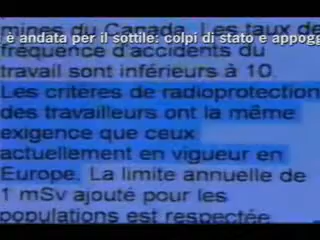 mines du Canada. Les taux de
è andata per il sottile: colpi di stato e appogg
fréquence d'accidents du
travail sont inférieurs à 10.
Les criteres de radioprotection
des travailleurs ont la même
exigence que ceux
actuellement en vigueur en
Europe. La limite annuelle de
1 mSv ajouté pour les
populations est respectée